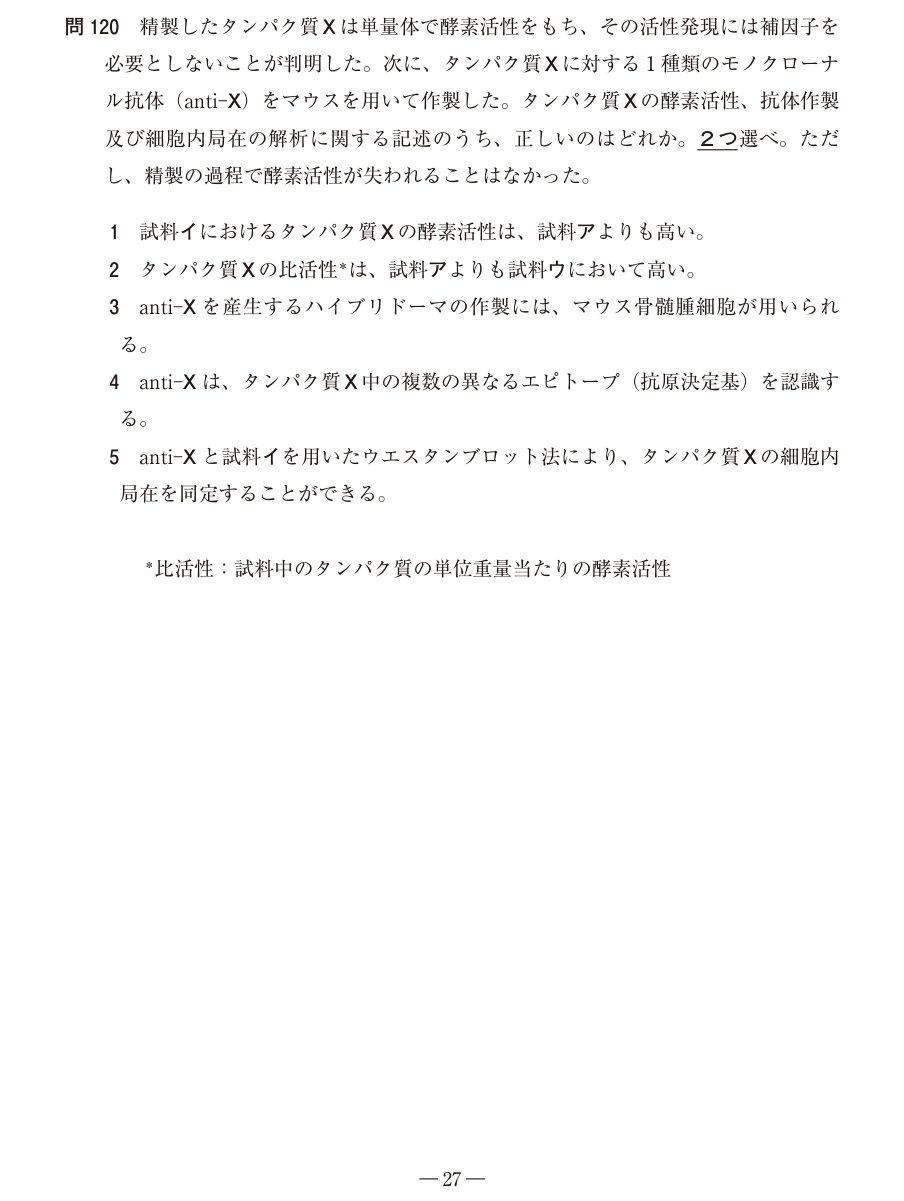 問 120　精製したタンパク質Xは単量体で酵素活性をもち、その活性発現には補因子を
必要としないことが判明した。次に、タンパク質Xに対する１種類のモノクローナ
ル抗体（anti-X）をマウスを用いて作製した。タンパク質Xの酵素活性、抗体作製
及び細胞内局在の解析に関する記述のうち、正しいのはどれか。２つ選べ。ただ
し、精製の過程で酵素活性が失われることはなかった。
1　試料イにおけるタンパク質Xの酵素活性は、試料アよりも高い。
2　タンパク質Xの比活性*は、試料アよりも試料ウにおいて高い。
3　anti-X を産生するハイブリドーマの作製には、マウス骨髄腫細胞が用いられ
る。
4　anti-X は、タンパク質X中の複数の異なるエピトープ（抗原決定基）を認識す
る。
5　anti-X と試料イを用いたウエスタンブロット法により、タンパク質Xの細胞内
局在を同定することができる。
*比活性：試料中のタンパク質の単位重量当たりの酵素活性
― 27 ―